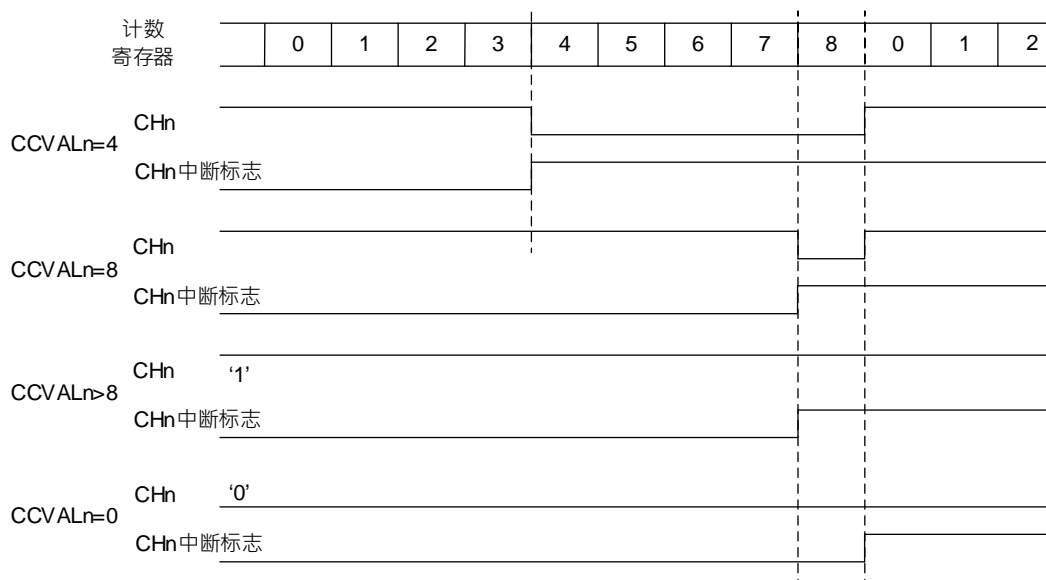 计数
寄存器
0 1 2 3 4 5 6 7 8 0 1 2
CHn
CCVALn=4
CHn中断标志
CHn
CCVALn=8
CHn中断标志
CHn ‘1’
CCVALn>8
CHn中断标志
CHn ‘0’
CCVALn=0
CHn中断标志